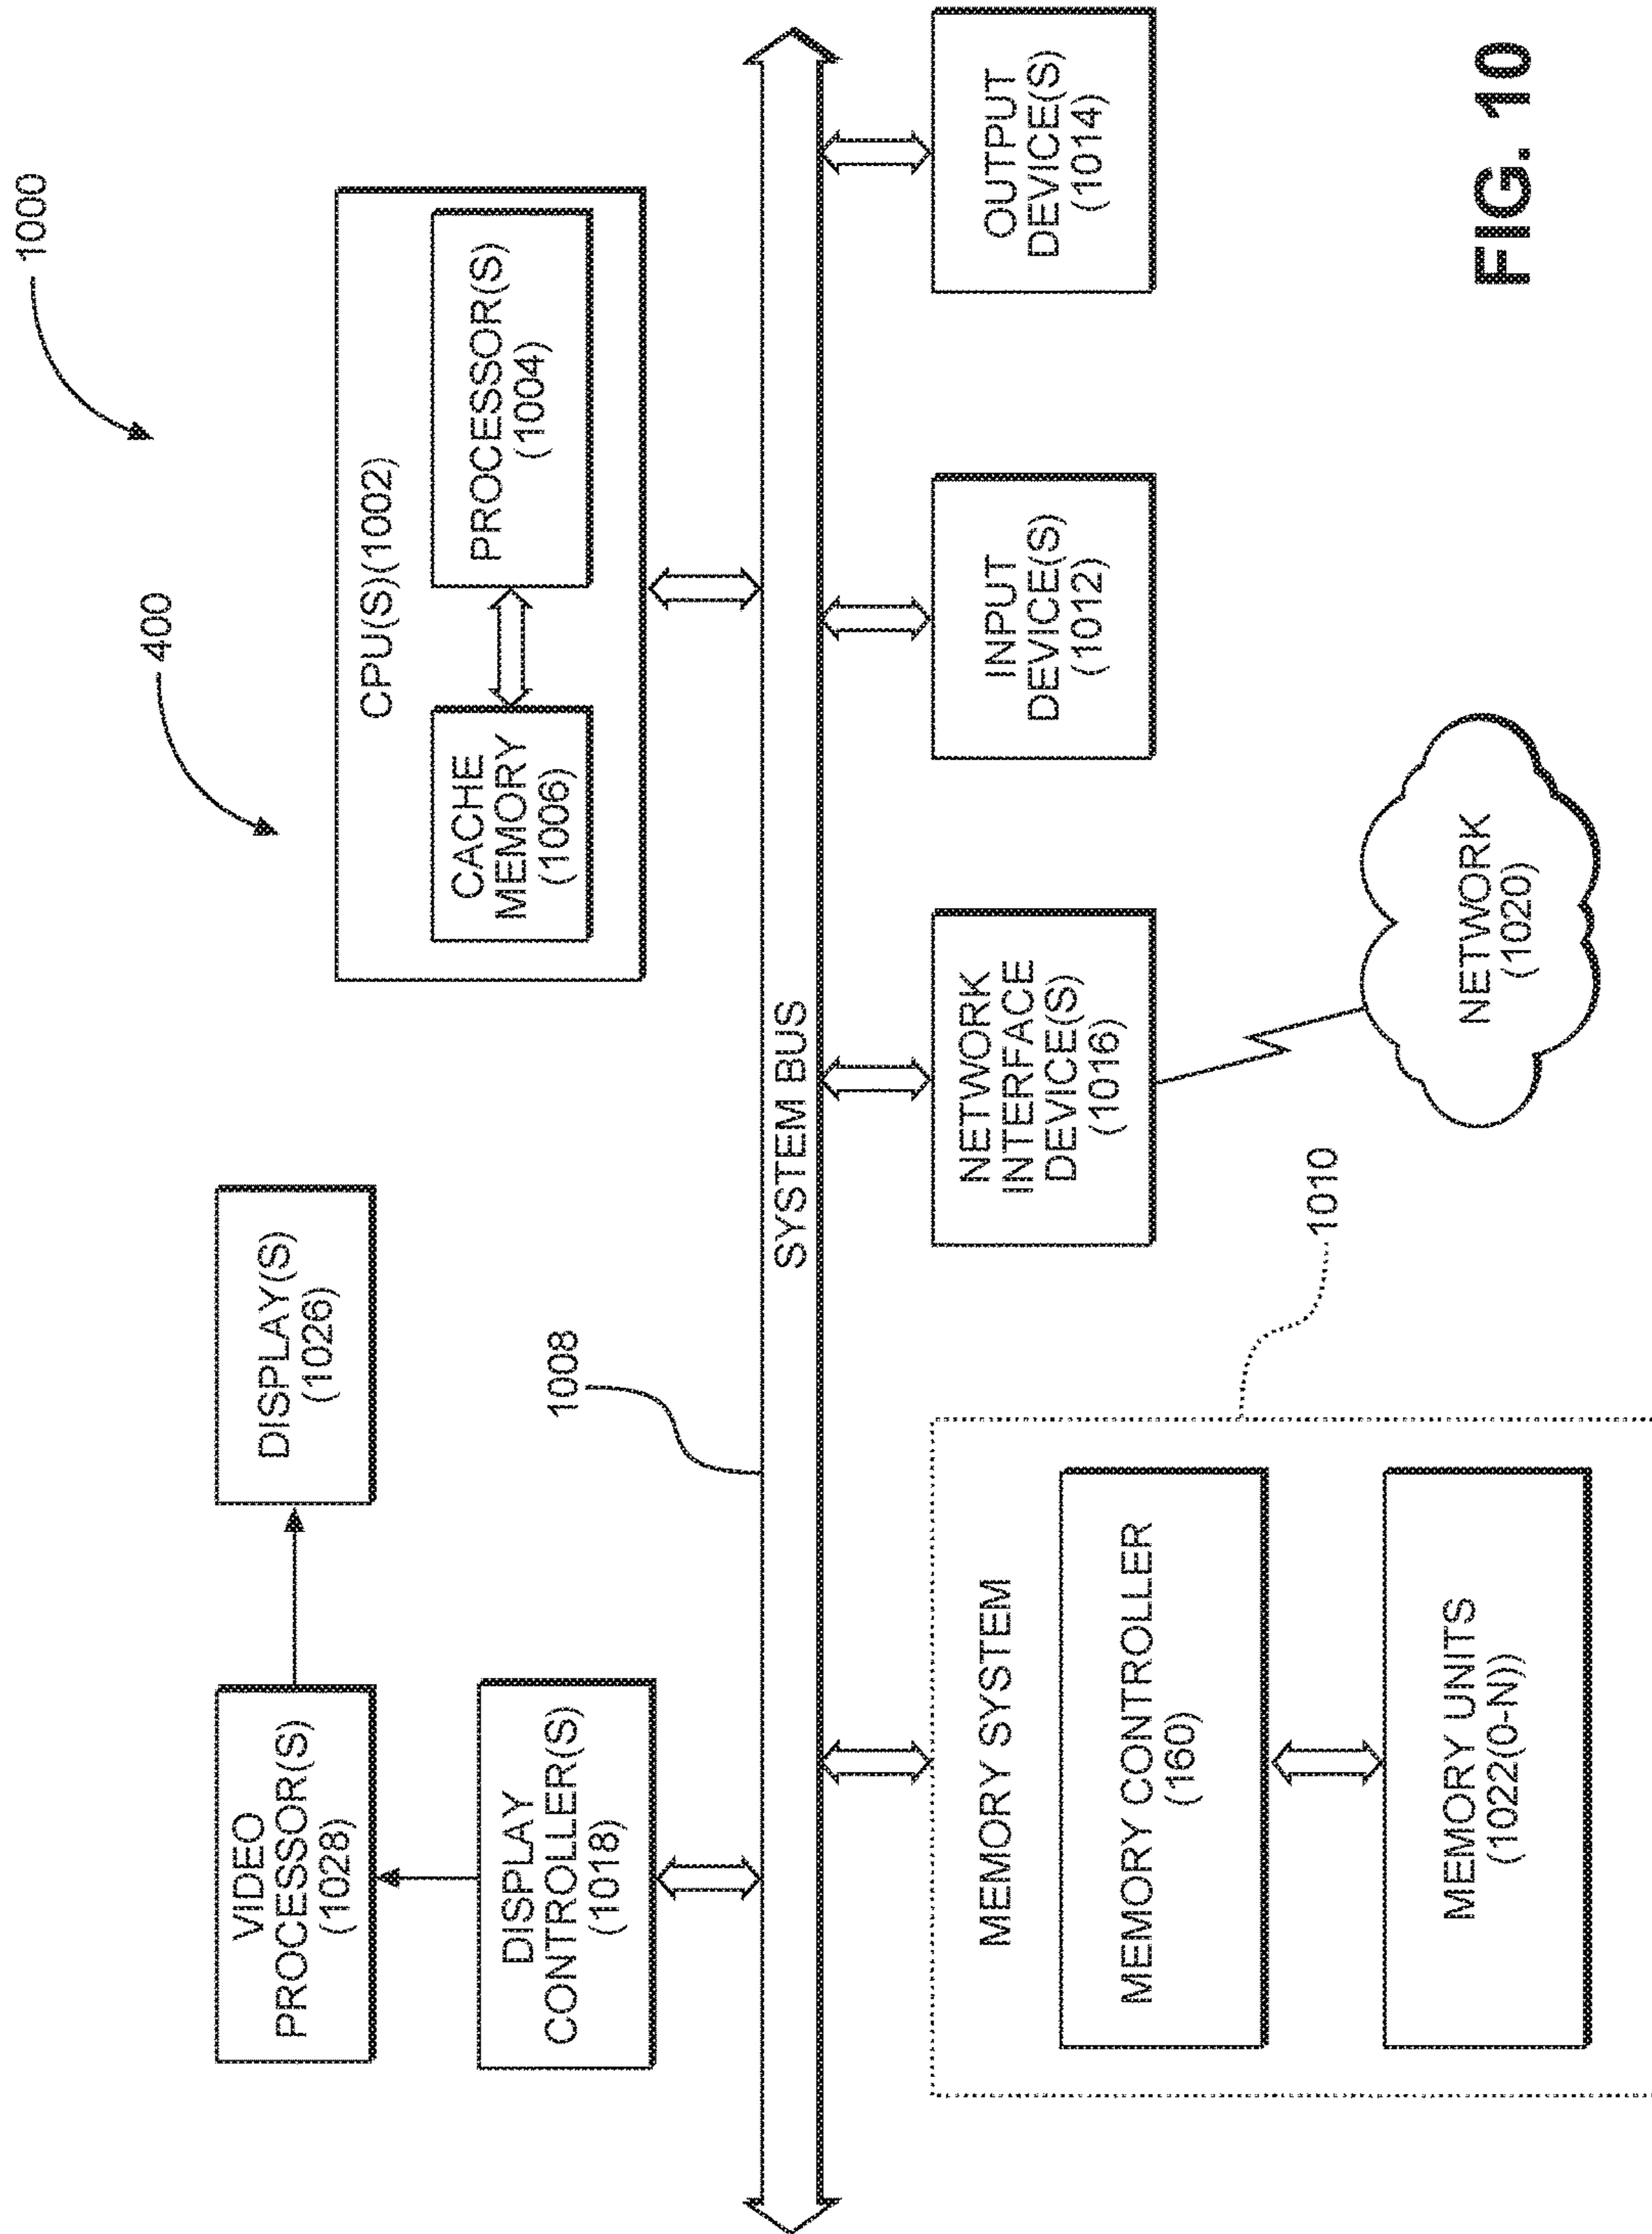 1000
400
CPU(S)(1002)
CACHE
MEMORY
(1006)
PROCESSOR(S)
(1004)
VIDEO
PROCESSOR(S)
(1028)
DISPLAY(S)
(1026)
DISPLAY
CONTROLLER(S)
(1018)
1008
SYSTEM BUS
MEMORY SYSTEM
MEMORY CONTROLLER
(160)
MEMORY UNITS
(1022(0-N))
1010
NETWORK
INTERFACE
DEVICE(S)
(1016)
NETWORK
(1020)
INPUT
DEVICE(S)
(1012)
OUTPUT
DEVICE(S)
(1014)
FIG. 10